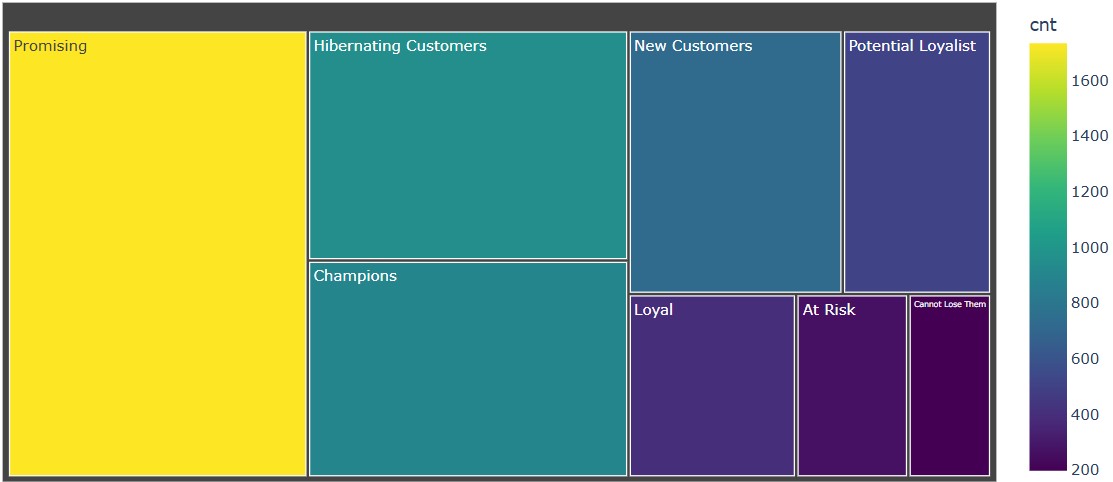 Promising
Hibernating Customers
New Customers
Potential Loyalist
Champions
Loyal
At Risk
Cannot Lose Them
cnt
1600
1400
1200
1000
800
600
400
200